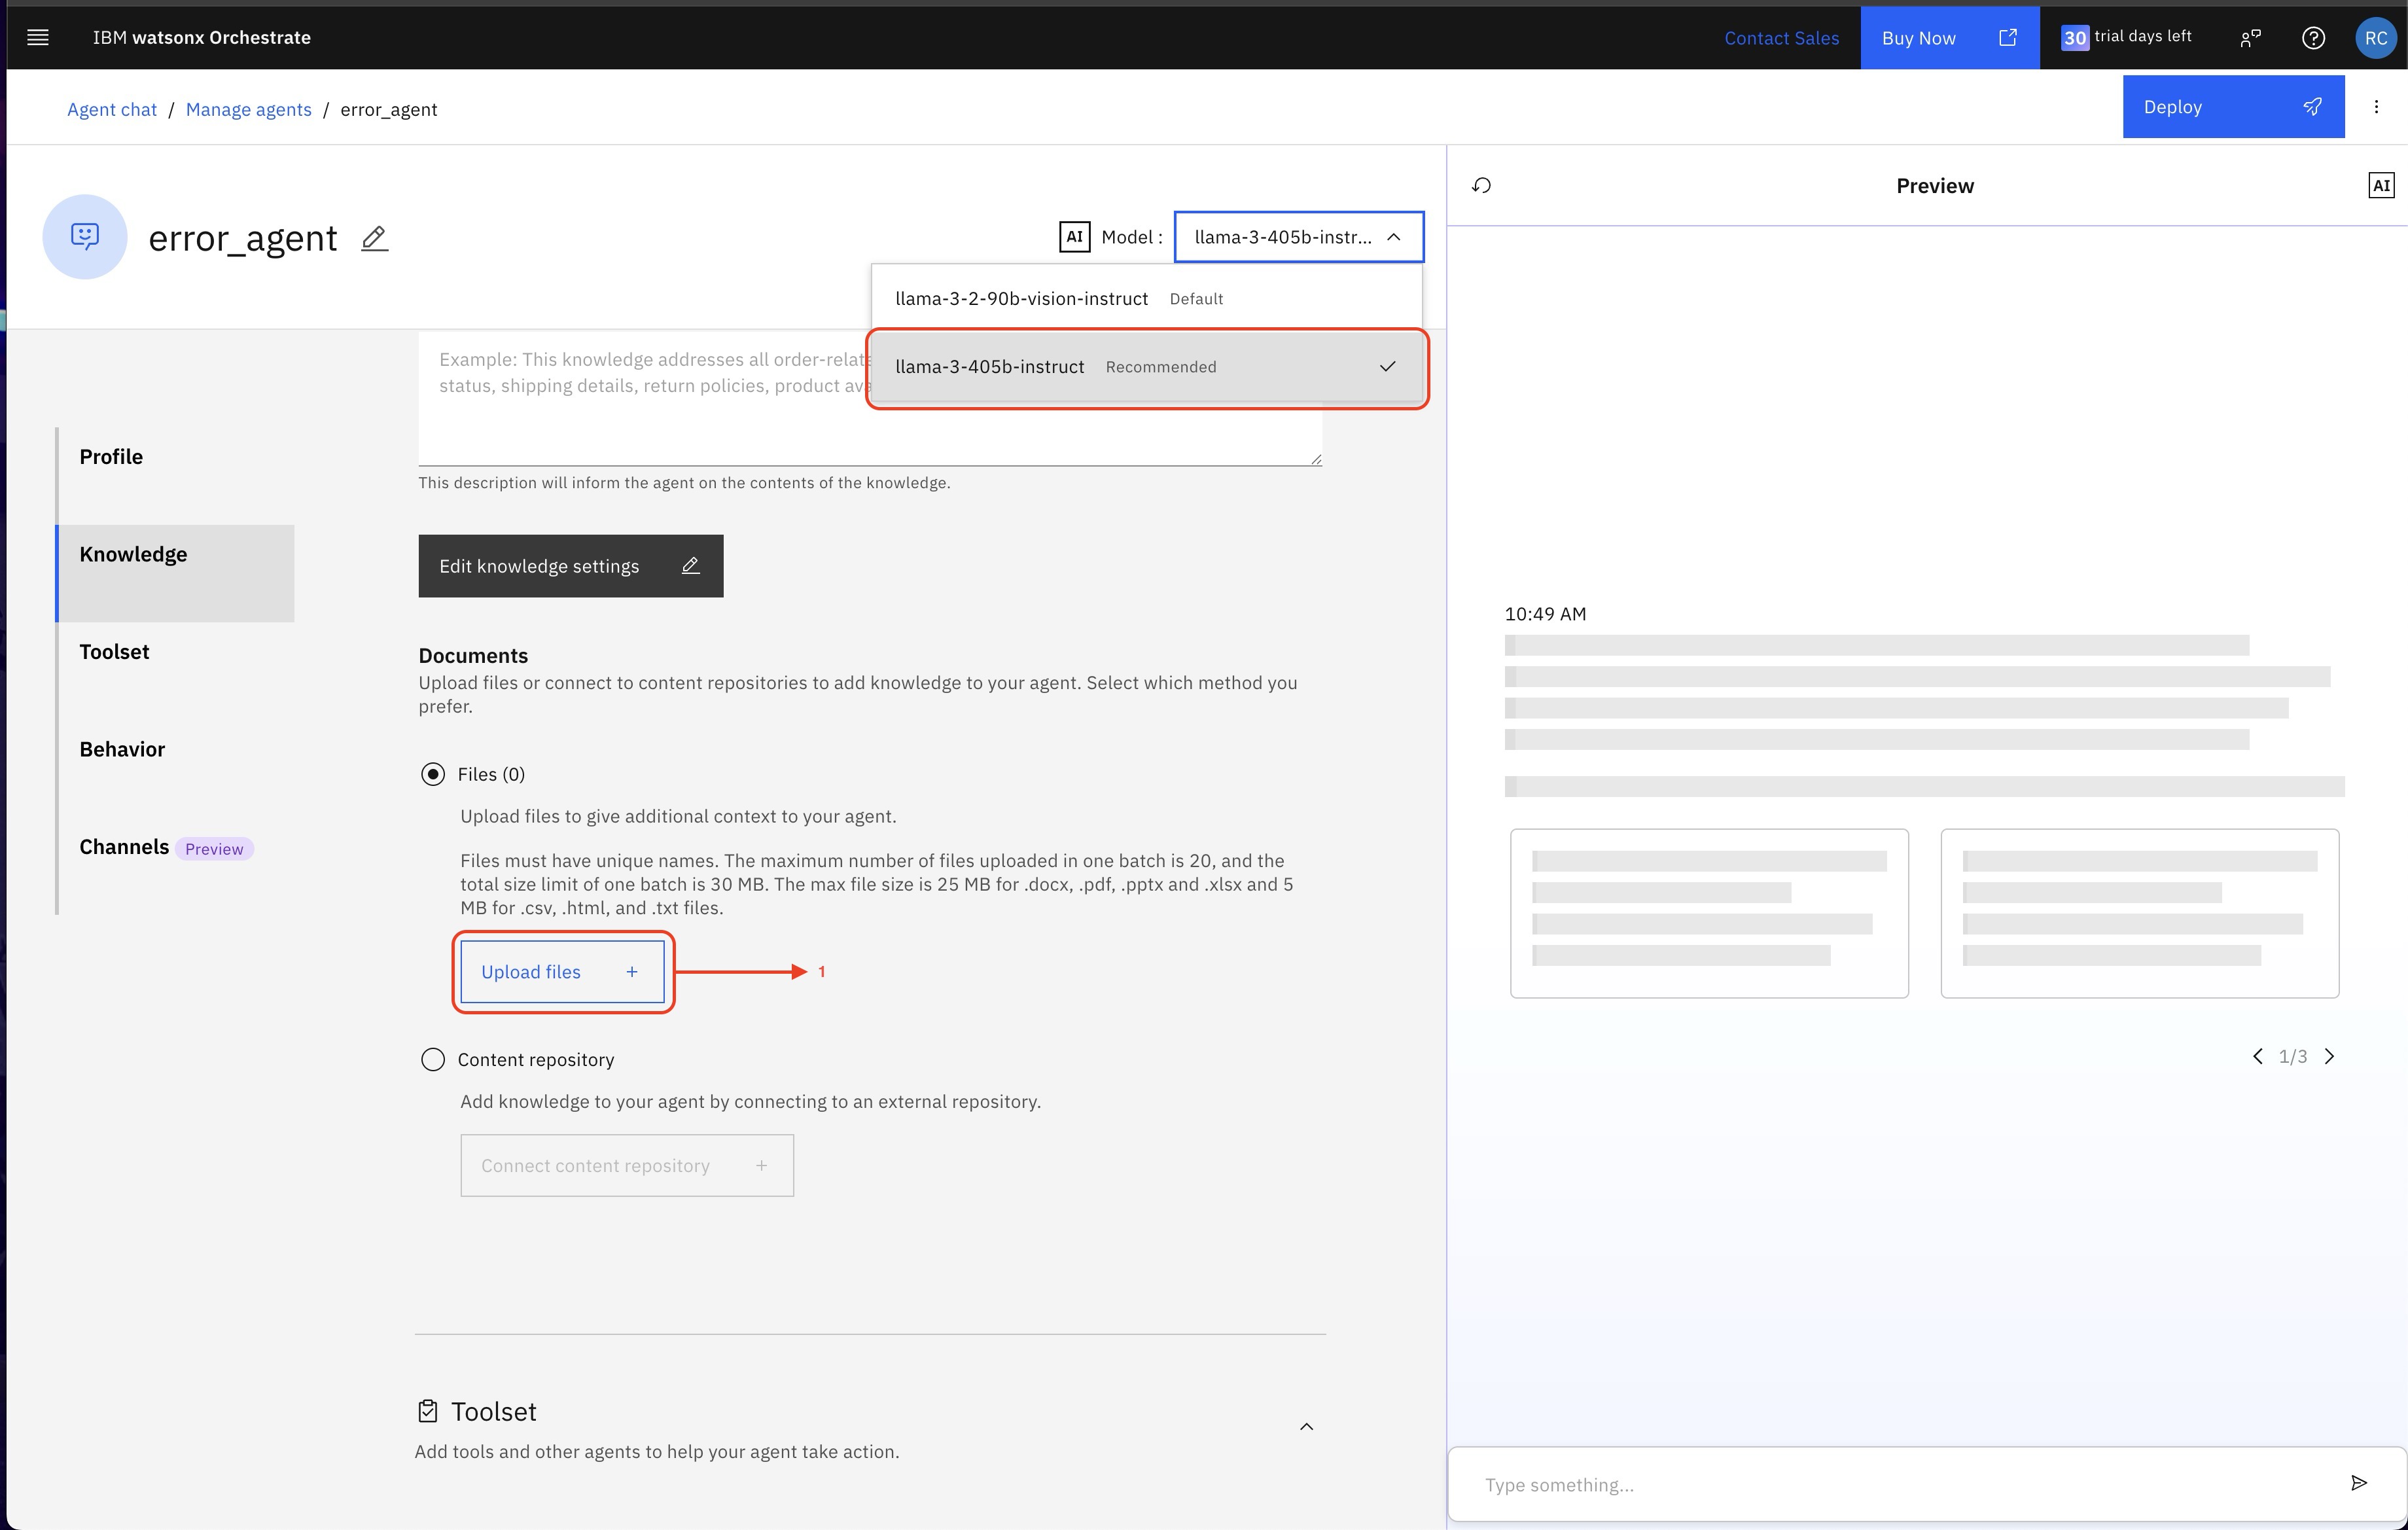 IBM watsonx Orchestrate
Contact Sales
Buy Now
30 trial days left
RC
Agent chat / Manage agents / error_agent
Deploy
error_agent
AI Model : llama-3-405b-instr...
llama-3-2-90b-vision-instruct Default
llama-3-405b-instruct Recommended
Example: This knowledge addresses all order-relate
status, shipping details, return policies, product ava
This description will inform the agent on the contents of the knowledge.
Edit knowledge settings
Profile
Knowledge
Toolset
Behavior
Channels Preview
Documents
Upload files or connect to content repositories to add knowledge to your agent. Select which method you
prefer.
Files (0)
Upload files to give additional context to your agent.
Files must have unique names. The maximum number of files uploaded in one batch is 20, and the
total size limit of one batch is 30 MB. The max file size is 25 MB for .docx, .pdf, .pptx and .xlsx and 5
MB for .csv, .html, and .txt files.
Upload files +
1
Content repository
Add knowledge to your agent by connecting to an external repository.
Connect content repository +
Toolset
Add tools and other agents to help your agent take action.
Preview
AI
10:49 AM
1/3
Type something...